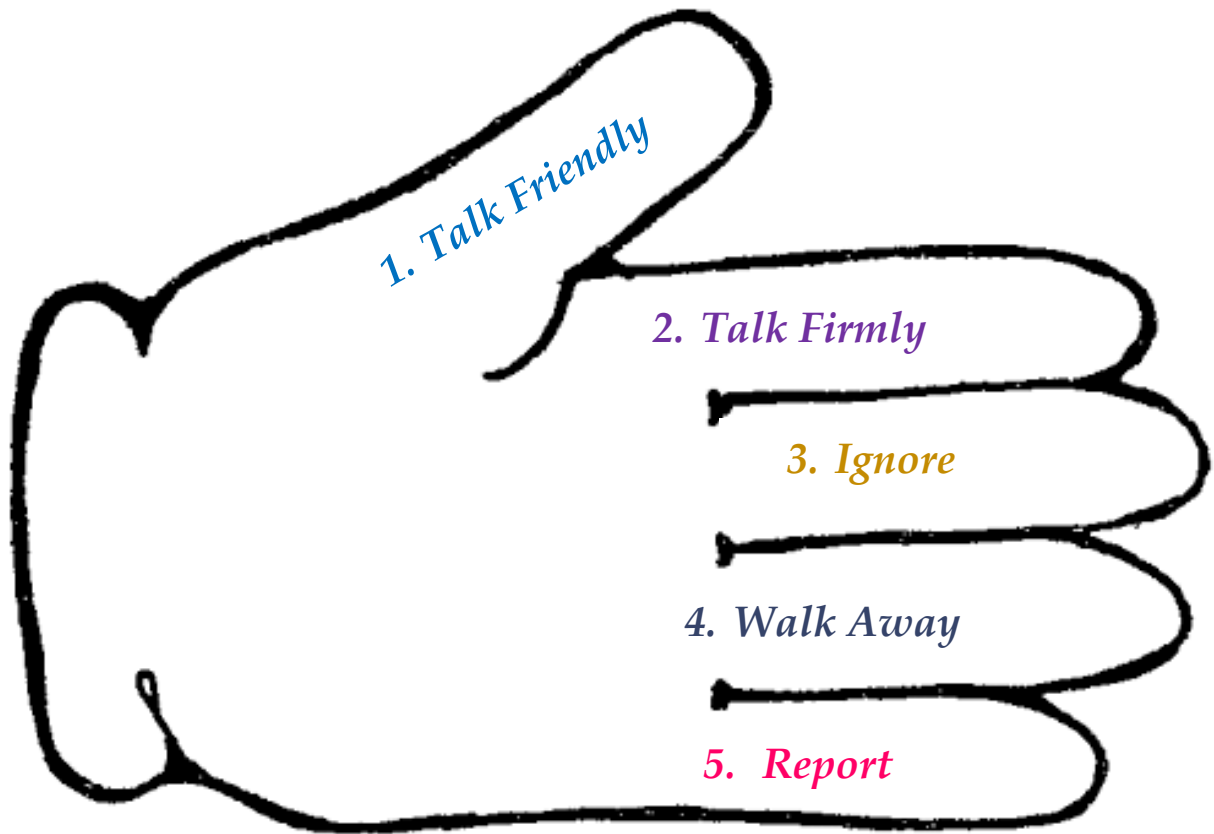 1. Talk Friendly
2. Talk Firmly
3. Ignore
4. Walk Away
5. Report